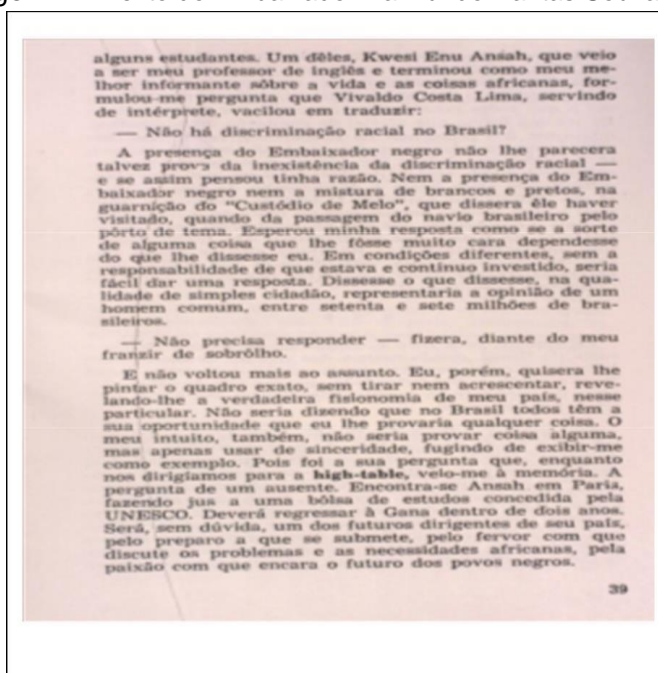 alguns estudantes. Um dêles, Kwesi Enu Ansah, que veio
a ser meu professor de inglês e terminou como meu me-
lhor informante sôbre a vida e as coisas africanas, for-
mulou-me pergunta que Vivaldo Costa Lima, servindo
de intérprete, vacilou em traduzir:
— Não há discriminação racial no Brasil?
A presença do Embaixador negro não lhe parecera
talvez prova da inexistência da discriminação racial —
e se assim pensou tinha razão. Nem a presença do Em-
baixador negro nem a mistura de brancos e pretos, na
guarnição do "Custódio de Melo", que dissera êle haver
visitado, quando da passagem do navio brasileiro pelo
pôrto de tema. Esperou minha resposta como se a sorte
de alguma coisa que lhe fôsse muito cara dependesse
do que lhe dissesse eu. Em condições diferentes, sem a
responsabilidade de que estava e continuo investido, seria
fácil dar uma resposta. Dissesse o que dissesse, na qua-
lidade de simples cidadão, representaria a opinião de um
homem comum, entre setenta e sete milhões de bra-
sileiros.
— Não precisa responder — fizera, diante do meu
franzir de sobrôlho.
E não voltou mais ao assunto. Eu, porém, quisera lhe
pintar o quadro exato, sem tirar nem acrescentar, reve-
lando-lhe a verdadeira fisionomia de meu país, nesse
particular. Não seria dizendo que no Brasil todos têm a
sua oportunidade que eu lhe provaria qualquer coisa. O
meu intuito, também, não seria provar coisa alguma,
mas apenas usar de sinceridade, fugindo de exibir-me
como exemplo. Pois foi a sua pergunta que, enquanto
nos dirigíamos para a high-table, veio-me à memória. A
pergunta de um ausente. Encontra-se Ansah em Paris,
fazendo jus a uma bôlsa de estudos concedida pela
UNESCO. Deverá regressar à Gana dentro de dois anos.
Será, sem dúvida, um dos futuros dirigentes de seu país,
pelo preparo a que se submete, pelo fervor com que
discute os problemas e as necessidades africanas, pela
paixão com que encara o futuro dos povos negros.
39